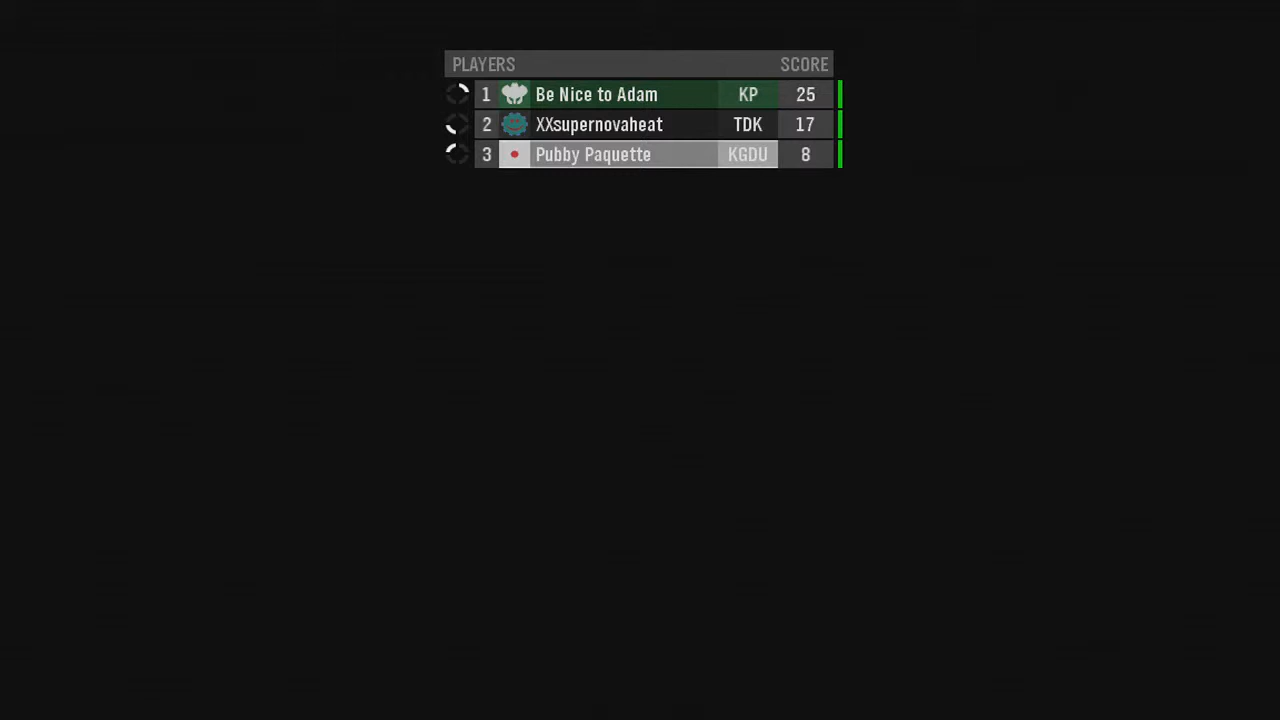 PLAYERS SCORE
1 Be Nice to Adam KP 25
2 XXsupernovaheat TDK 17
3 Pubby Paquette KGDU 8